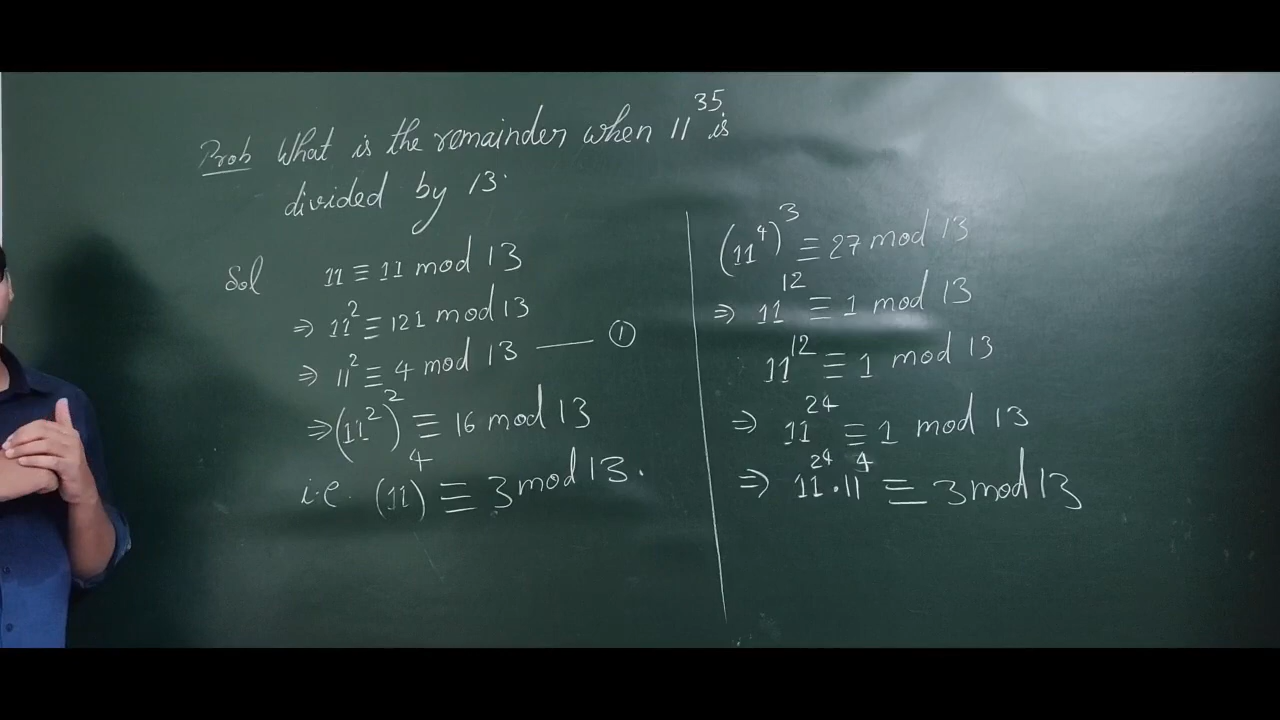 Prob What is the remainder, when 11^35 is
divided by 13.
Sol 11 ≡ 11 mod 13
⇒ 11^2 ≡ 121 mod 13
⇒ 11^2 ≡ 4 mod 13 —— ①
⇒ (11^2)^2 ≡ 16 mod 13
i.e. (11)^4 ≡ 3 mod 13.
(11^4)^3 ≡ 27 mod 13
⇒ 11^12 ≡ 1 mod 13
11^12 ≡ 1 mod 13
⇒ 11^24 ≡ 1 mod 13
⇒ 11^24 · 11^4 ≡ 3 mod 13